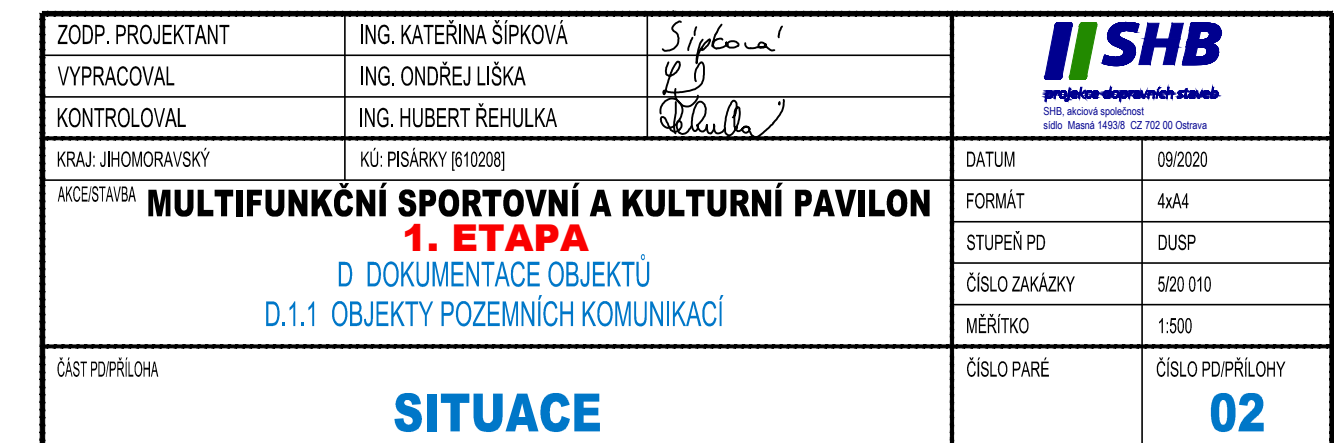 ZODP. PROJEKTANT ING. KATEŘINA ŠÍPKOVÁ Šípková
VYPRACOVAL ING. ONDŘEJ LIŠKA
KONTROLOVAL ING. HUBERT ŘEHULKA Řehulka
SHB
projekce dopravních staveb
SHB, akciová společnost
sídlo Masná 1493/8 CZ 702 00 Ostrava
KRAJ: JIHOMORAVSKÝ KÚ: PISÁRKY [610208]
DATUM 09/2020
AKCE/STAVBA MULTIFUNKČNÍ SPORTOVNÍ A KULTURNÍ PAVILON
1. ETAPA
D DOKUMENTACE OBJEKTŮ
D.1.1 OBJEKTY POZEMNÍCH KOMUNIKACÍ
FORMÁT 4xA4
STUPEŇ PD DUSP
ČÍSLO ZAKÁZKY 5/20 010
MĚŘÍTKO 1:500
ČÁST PD/PŘÍLOHA
SITUACE
ČÍSLO PARÉ
ČÍSLO PD/PŘÍLOHY
02